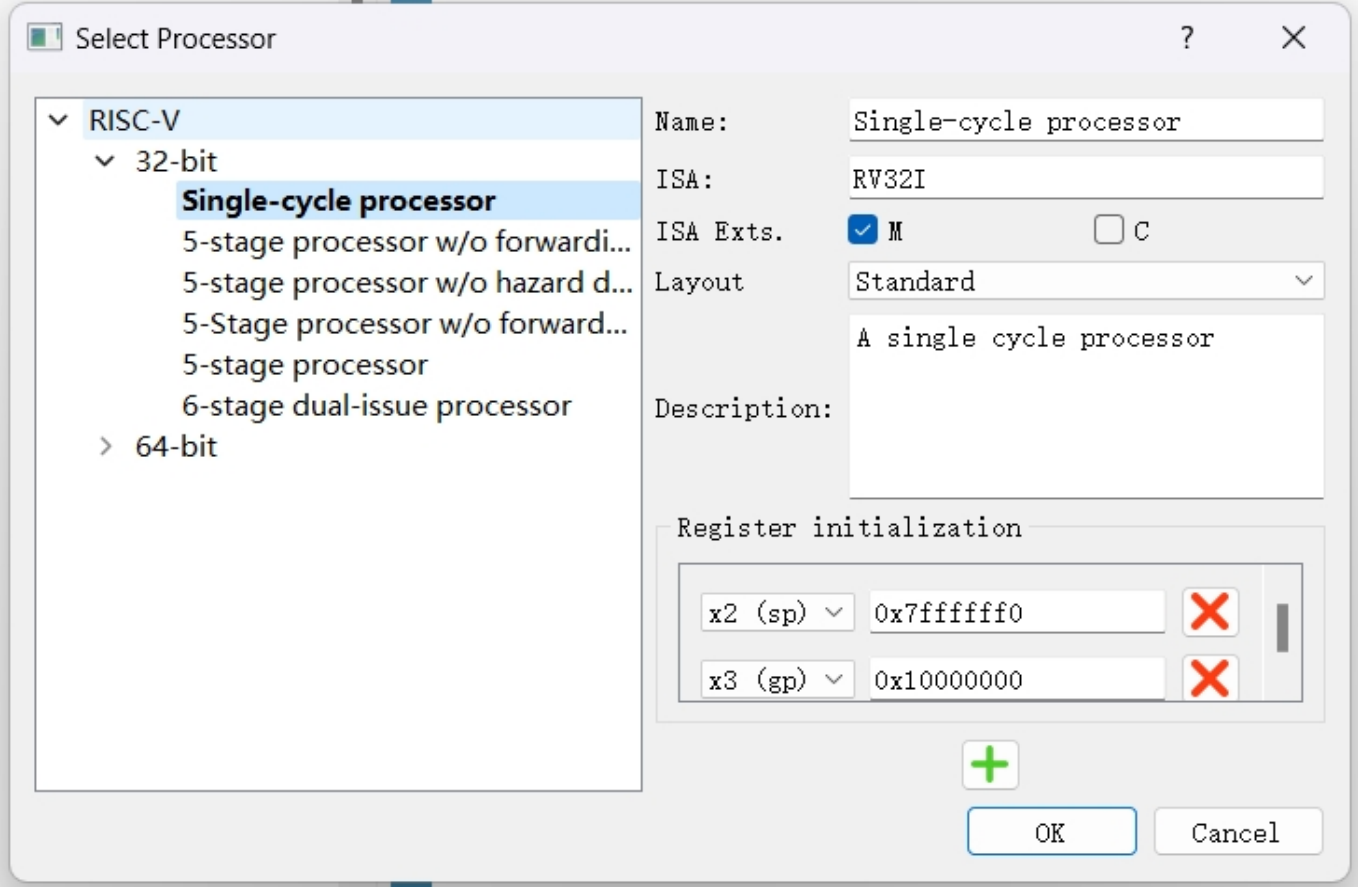 Select Processor
?
RISC-V
32-bit
Single-cycle processor
5-stage processor w/o forwardi...
5-stage processor w/o hazard d...
5-Stage processor w/o forward...
5-stage processor
6-stage dual-issue processor
64-bit
Name: Single-cycle processor
ISA: RV32I
ISA Exts. M C
Layout Standard
Description: A single cycle processor
Register initialization
x2 (sp) 0x7ffffff0
x3 (gp) 0x10000000
OK Cancel